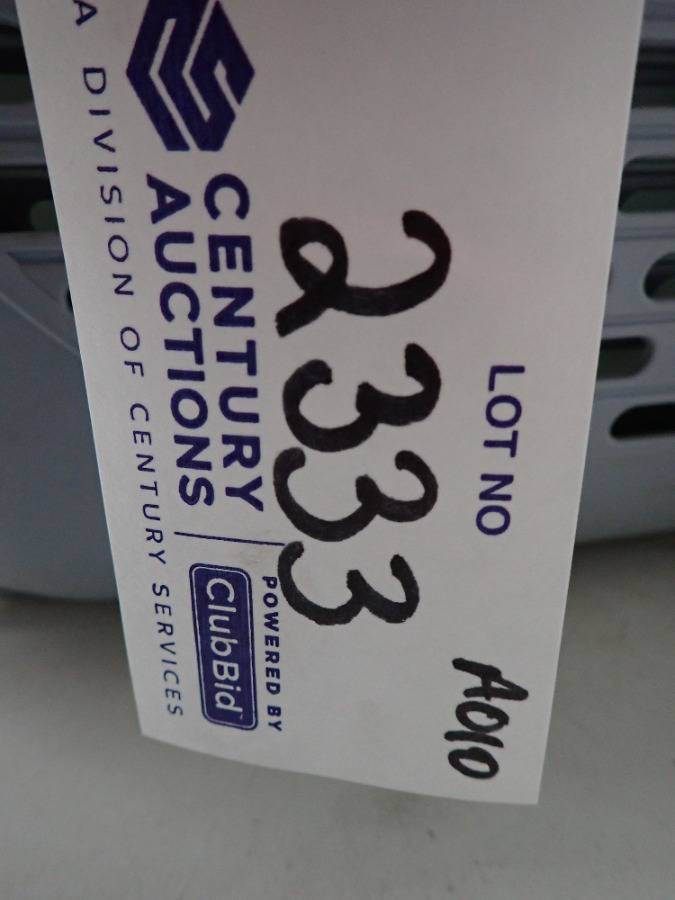 LOT NO
A010
2333
CENTURY
AUCTIONS
POWERED BY
ClubBid
A DIVISION OF CENTURY SERVICES